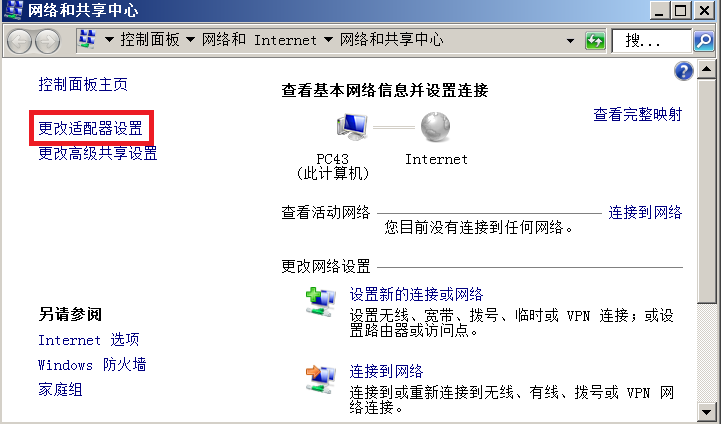 网络和共享中心
控制面板 网络和 Internet 网络和共享中心
搜...
控制面板主页
更改适配器设置
更改高级共享设置
另请参阅
Internet 选项
Windows 防火墙
家庭组
查看基本网络信息并设置连接
查看完整映射
PC43
(此计算机)
Internet
查看活动网络
连接到网络
您目前没有连接到任何网络。
更改网络设置
设置新的连接或网络
设置无线、宽带、拨号、临时或 VPN 连接；或设
置路由器或访问点。
连接到网络
连接到或重新连接到无线、有线、拨号或 VPN 网
络连接。